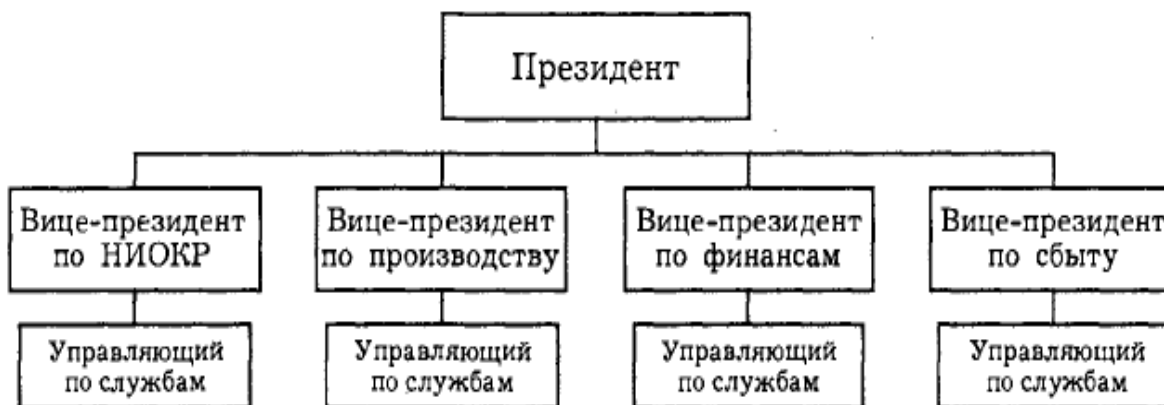 Президент
Вице-президент
по НИОКР
Вице-президент
по производству
Вице-президент
по финансам
Вице-президент
по сбыту
Управляющий
по службам
Управляющий
по службам
Управляющий
по службам
Управляющий
по службам